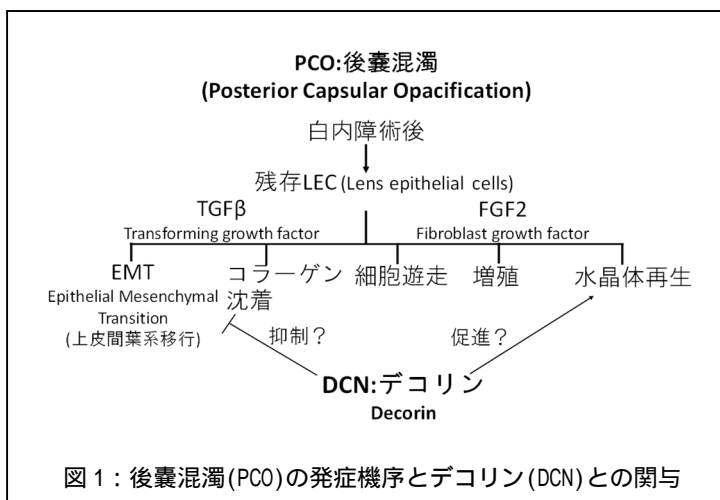 PCO:後嚢混濁
(Posterior Capsular Opacification)
白内障術後
残存LEC (Lens epithelial cells)
TGFβ
Transforming growth factor
FGF2
Fibroblast growth factor
EMT
Epithelial Mesenchymal
Transition
(上皮間葉系移行)
コラーゲン
沈着
細胞遊走
増殖
水晶体再生
抑制？
促進？
DCN:デコリン
Decorin
図1：後嚢混濁(PCO)の発症機序とデコリン(DCN)との関与